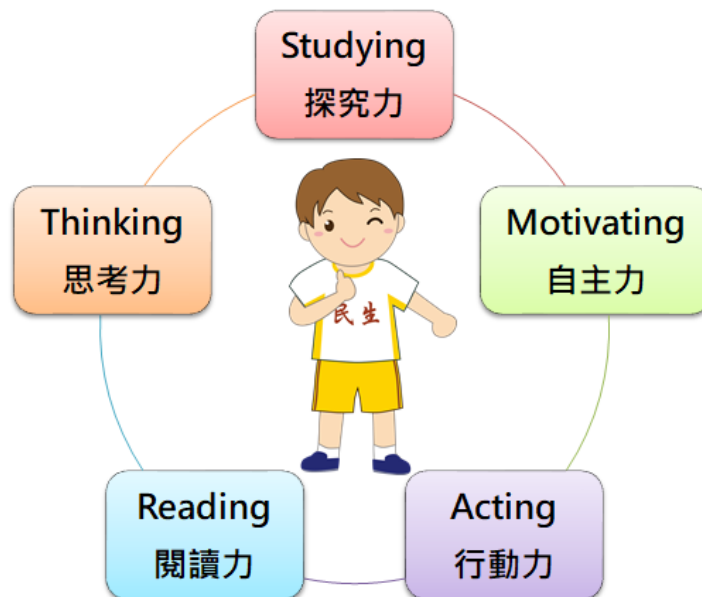 Studying
探究力
Motivating
自主力
Acting
行動力
Reading
閱讀力
Thinking
思考力
民生